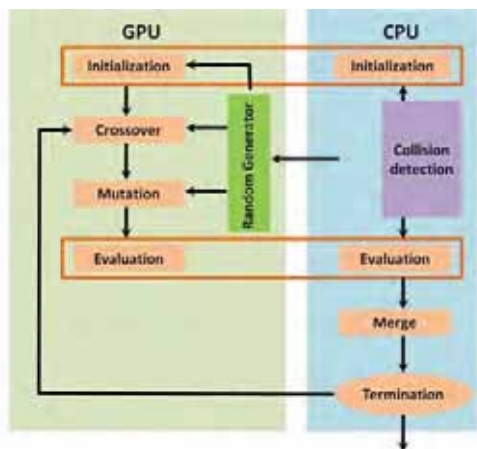 GPU
CPU
Initialization
Initialization
Crossover
Random Generator
Collision
detection
Mutation
Evaluation
Evaluation
Merge
Termination